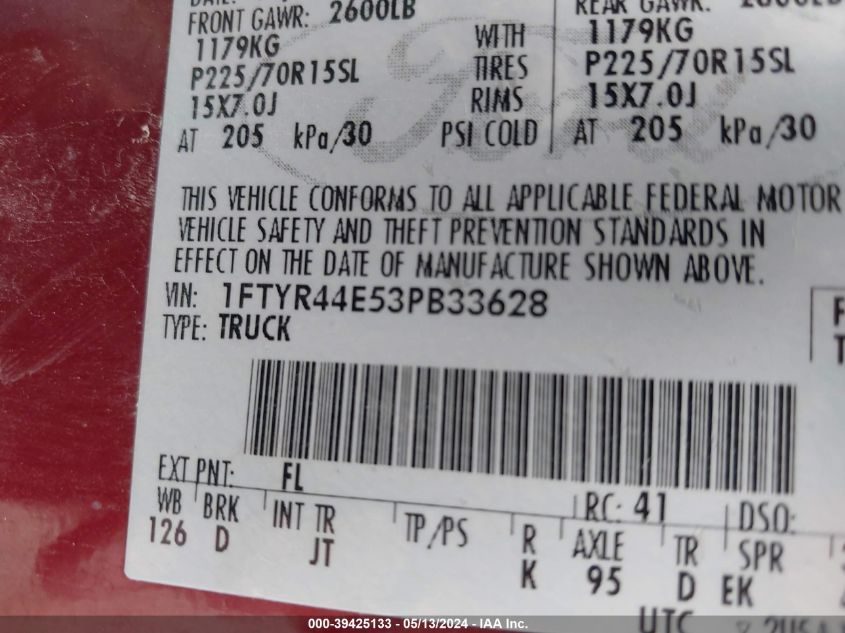 DATE:
FRONT GAWR: 2600LB
1179KG
P225/70R15SL
15X7.0J
AT 205 kPa/30
WITH
TIRES
RIMS
PSI COLD
REAR GAWR:
1179KG
P225/70R15SL
15X7.0J
AT 205 kPa/30
Ford
THIS VEHICLE CONFORMS TO ALL APPLICABLE FEDERAL MOTOR
VEHICLE SAFETY AND THEFT PREVENTION STANDARDS IN
EFFECT ON THE DATE OF MANUFACTURE SHOWN ABOVE.
VIN: 1FTYR44E53PB33628
TYPE: TRUCK
F
T
EXT PNT: FL
RC: 41 DSO:
WB BRK INT TR TP/PS R AXLE TR SPR
126 D JT K 95 D EK
UTC
000-39425133 - 05/13/2024 - IAA Inc.